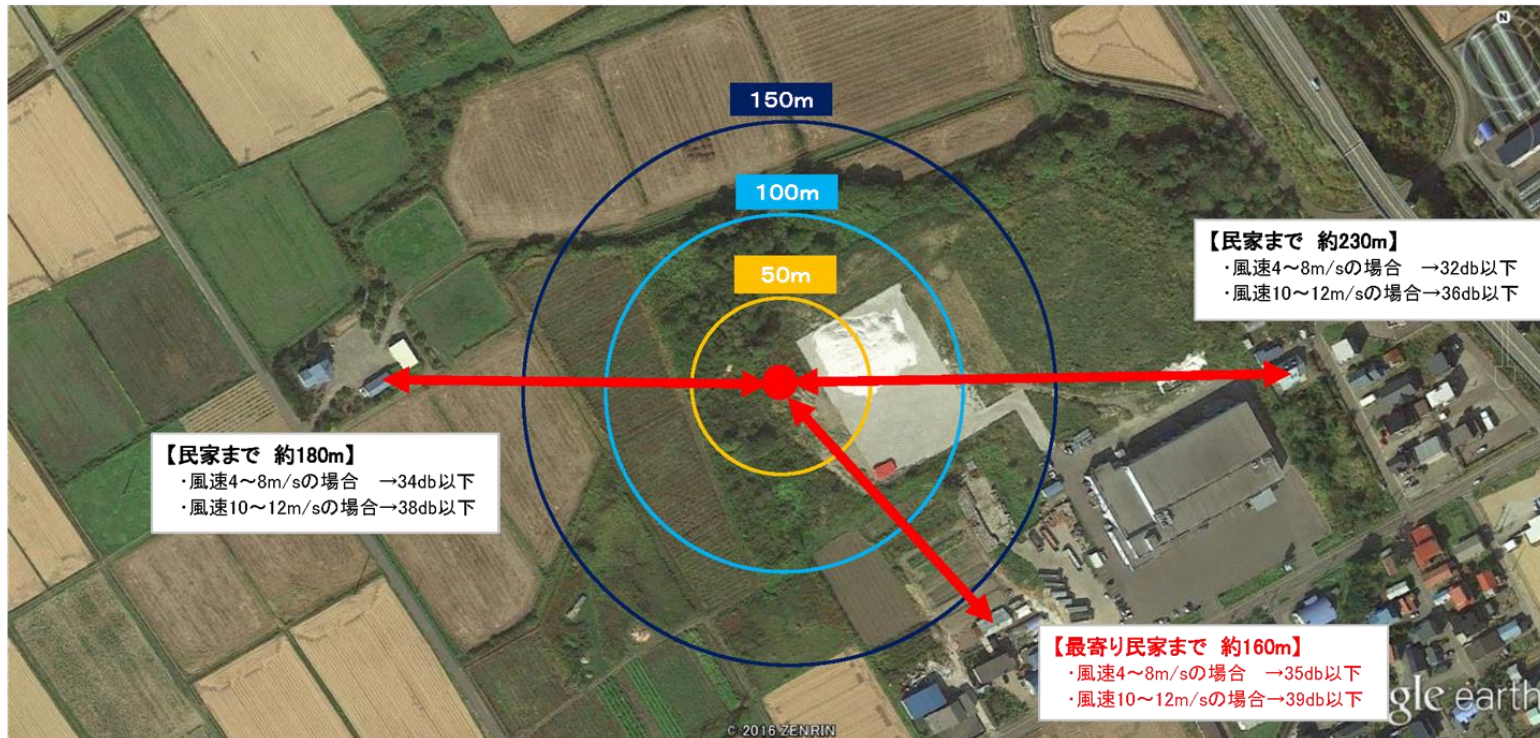 N
150m
100m
50m
【民家まで 約230m】
・風速4～8m/sの場合　→32db以下
・風速10～12m/sの場合→36db以下
【民家まで 約180m】
・風速4～8m/sの場合　→34db以下
・風速10～12m/sの場合→38db以下
【最寄り民家まで 約160m】
・風速4～8m/sの場合　→35db以下
・風速10～12m/sの場合→39db以下
gle earth
© 2016 ZENRIN